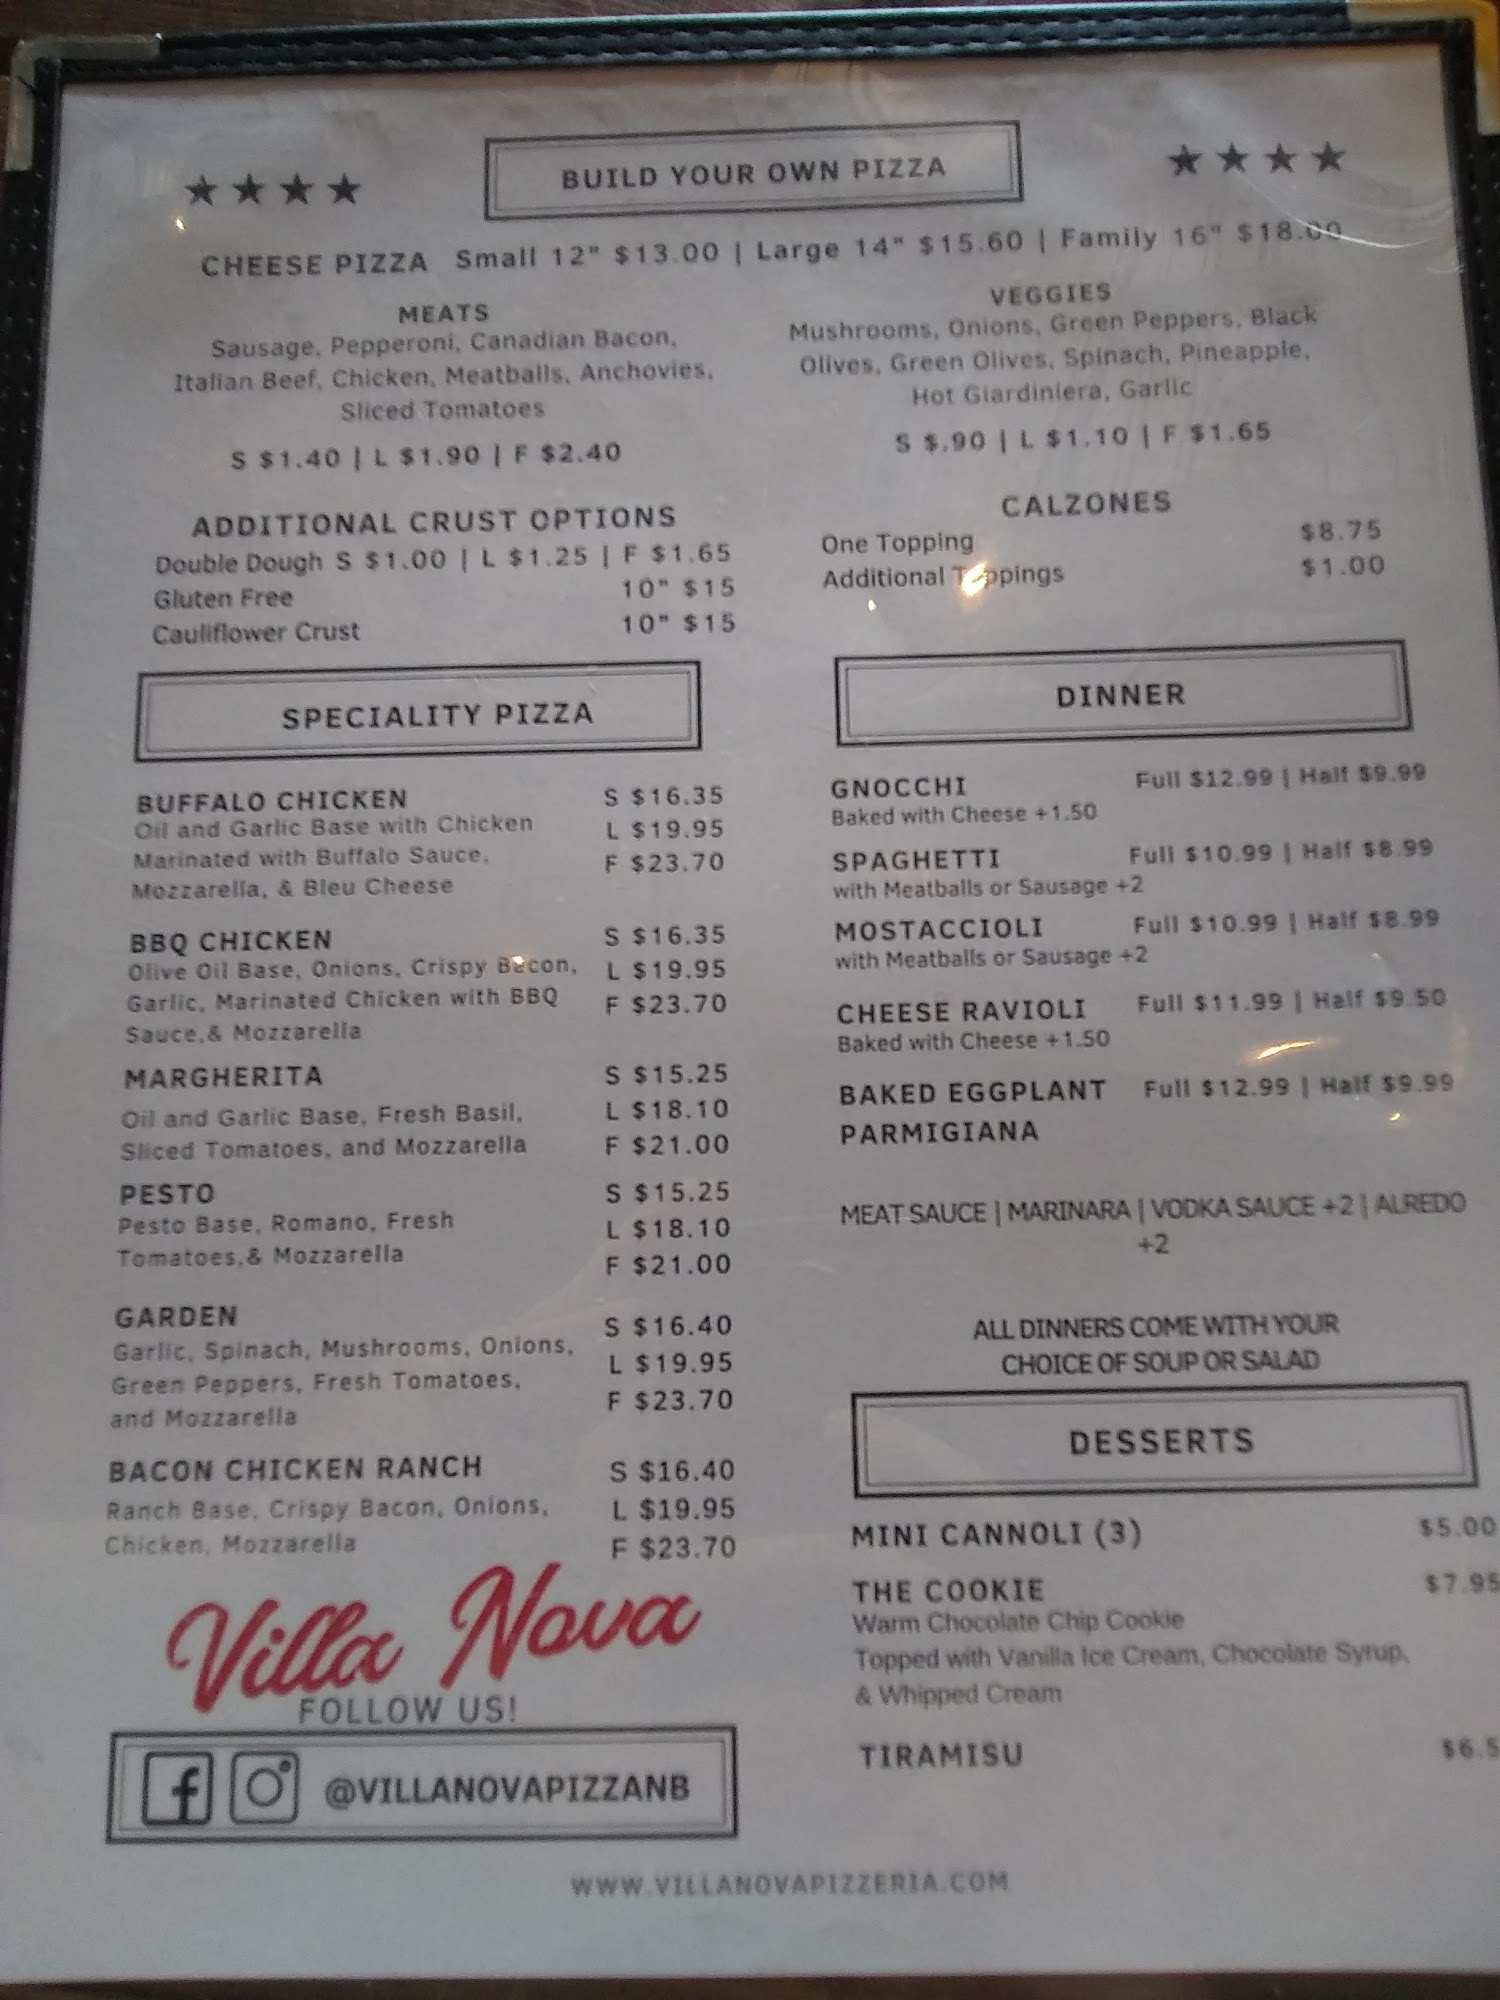 BUILD YOUR OWN PIZZA
CHEESE PIZZA Small 12" $13.00 | Large 14" $15.60 | Family 16" $18.00
MEATS
Sausage, Pepperoni, Canadian Bacon,
Italian Beef, Chicken, Meatballs, Anchovies,
Sliced Tomatoes
S $1.40 | L $1.90 | F $2.40
VEGGIES
Mushrooms, Onions, Green Peppers, Black
Olives, Green Olives, Spinach, Pineapple,
Hot Giardiniera, Garlic
S $.90 | L $1.10 | F $1.65
ADDITIONAL CRUST OPTIONS
Double Dough S $1.00 | L $1.25 | F $1.65
Gluten Free 10" $15
Cauliflower Crust 10" $15
CALZONES
One Topping $8.75
Additional Toppings $1.00
SPECIALITY PIZZA
BUFFALO CHICKEN S $16.35
Oil and Garlic Base with Chicken L $19.95
Marinated with Buffalo Sauce, F $23.70
Mozzarella, & Bleu Cheese
BBQ CHICKEN S $16.35
Olive Oil Base, Onions, Crispy Bacon, L $19.95
Garlic, Marinated Chicken with BBQ F $23.70
Sauce,& Mozzarella
MARGHERITA S $15.25
Oil and Garlic Base, Fresh Basil, L $18.10
Sliced Tomatoes, and Mozzarella F $21.00
PESTO S $15.25
Pesto Base, Romano, Fresh L $18.10
Tomatoes,& Mozzarella F $21.00
GARDEN S $16.40
Garlic, Spinach, Mushrooms, Onions, L $19.95
Green Peppers, Fresh Tomatoes, F $23.70
and Mozzarella
BACON CHICKEN RANCH S $16.40
Ranch Base, Crispy Bacon, Onions, L $19.95
Chicken, Mozzarella F $23.70
Villa Nova
FOLLOW US!
@VILLANOVAPIZZANB
DINNER
GNOCCHI Full $12.99 | Half $9.99
Baked with Cheese +1.50
SPAGHETTI Full $10.99 | Half $8.99
with Meatballs or Sausage +2
MOSTACCIOLI Full $10.99 | Half $8.99
with Meatballs or Sausage +2
CHEESE RAVIOLI Full $11.99 | Half $9.50
Baked with Cheese +1.50
BAKED EGGPLANT Full $12.99 | Half $9.99
PARMIGIANA
MEAT SAUCE | MARINARA | VODKA SAUCE +2 | ALREDO
+2
ALL DINNERS COME WITH YOUR
CHOICE OF SOUP OR SALAD
DESSERTS
MINI CANNOLI (3) $5.00
THE COOKIE $7.95
Warm Chocolate Chip Cookie
Topped with Vanilla Ice Cream, Chocolate Syrup,
& Whipped Cream
TIRAMISU
WWW.VILLANOVAPIZZERIA.COM